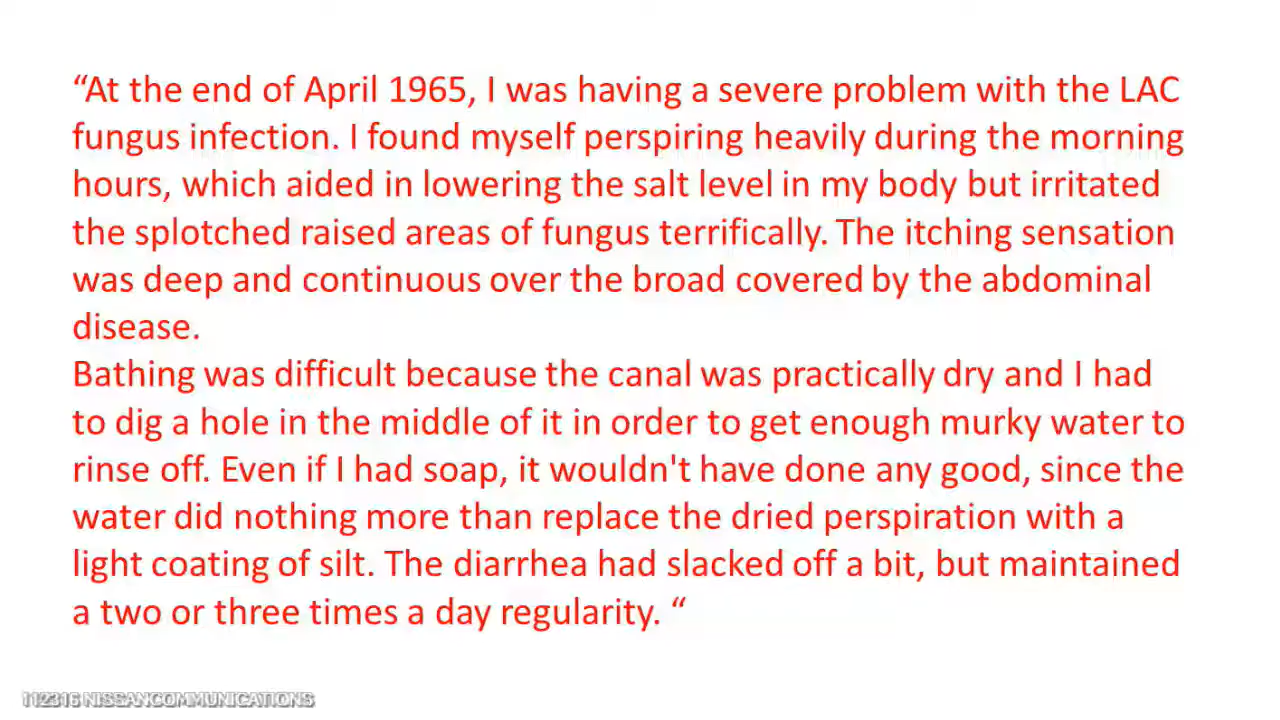 “At the end of April 1965, I was having a severe problem with the LAC
fungus infection. I found myself perspiring heavily during the morning
hours, which aided in lowering the salt level in my body but irritated
the splotched raised areas of fungus terrifically. The itching sensation
was deep and continuous over the broad covered by the abdominal
disease.
Bathing was difficult because the canal was practically dry and I had
to dig a hole in the middle of it in order to get enough murky water to
rinse off. Even if I had soap, it wouldn't have done any good, since the
water did nothing more than replace the dried perspiration with a
light coating of silt. The diarrhea had slacked off a bit, but maintained
a two or three times a day regularity. “
112316 NISSANCOMMUNICATIONS